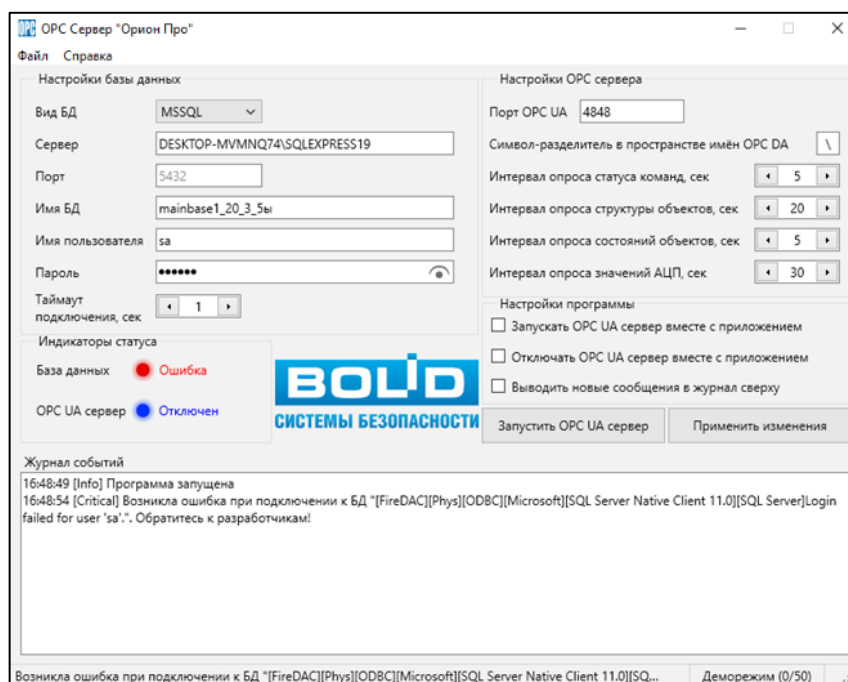 ОРС Сервер "Орион Про"
Файл Справка
Настройки базы данных
Вид БД MSSQL
Сервер DESKTOP-MVMNQ74\SQLEXPRESS19
Порт 5432
Имя БД mainbase1_20_3_5ы
Имя пользователя sa
Пароль ••••••
Таймаут
подключения, сек 1
Индикаторы статуса
База данных Ошибка
OPC UA сервер Отключен
BOLID
СИСТЕМЫ БЕЗОПАСНОСТИ
Настройки OPC сервера
Порт OPC UA 4848
Символ-разделитель в пространстве имён OPC DA \
Интервал опроса статуса команд, сек 5
Интервал опроса структуры объектов, сек 20
Интервал опроса состояний объектов, сек 5
Интервал опроса значений АЦП, сек 30
Настройки программы
Запускать OPC UA сервер вместе с приложением
Отключать OPC UA сервер вместе с приложением
Выводить новые сообщения в журнал сверху
Запустить OPC UA сервер Применить изменения
Журнал событий
16:48:49 [Info] Программа запущена
16:48:54 [Critical] Возникла ошибка при подключении к БД "[FireDAC][Phys][ODBC][Microsoft][SQL Server Native Client 11.0][SQL Server]Login
failed for user 'sa'.". Обратитесь к разработчикам!
Возникла ошибка при подключении к БД "[FireDAC][Phys][ODBC][Microsoft][SQL Server Native Client 11.0][SQ... Деморежим (0/50)